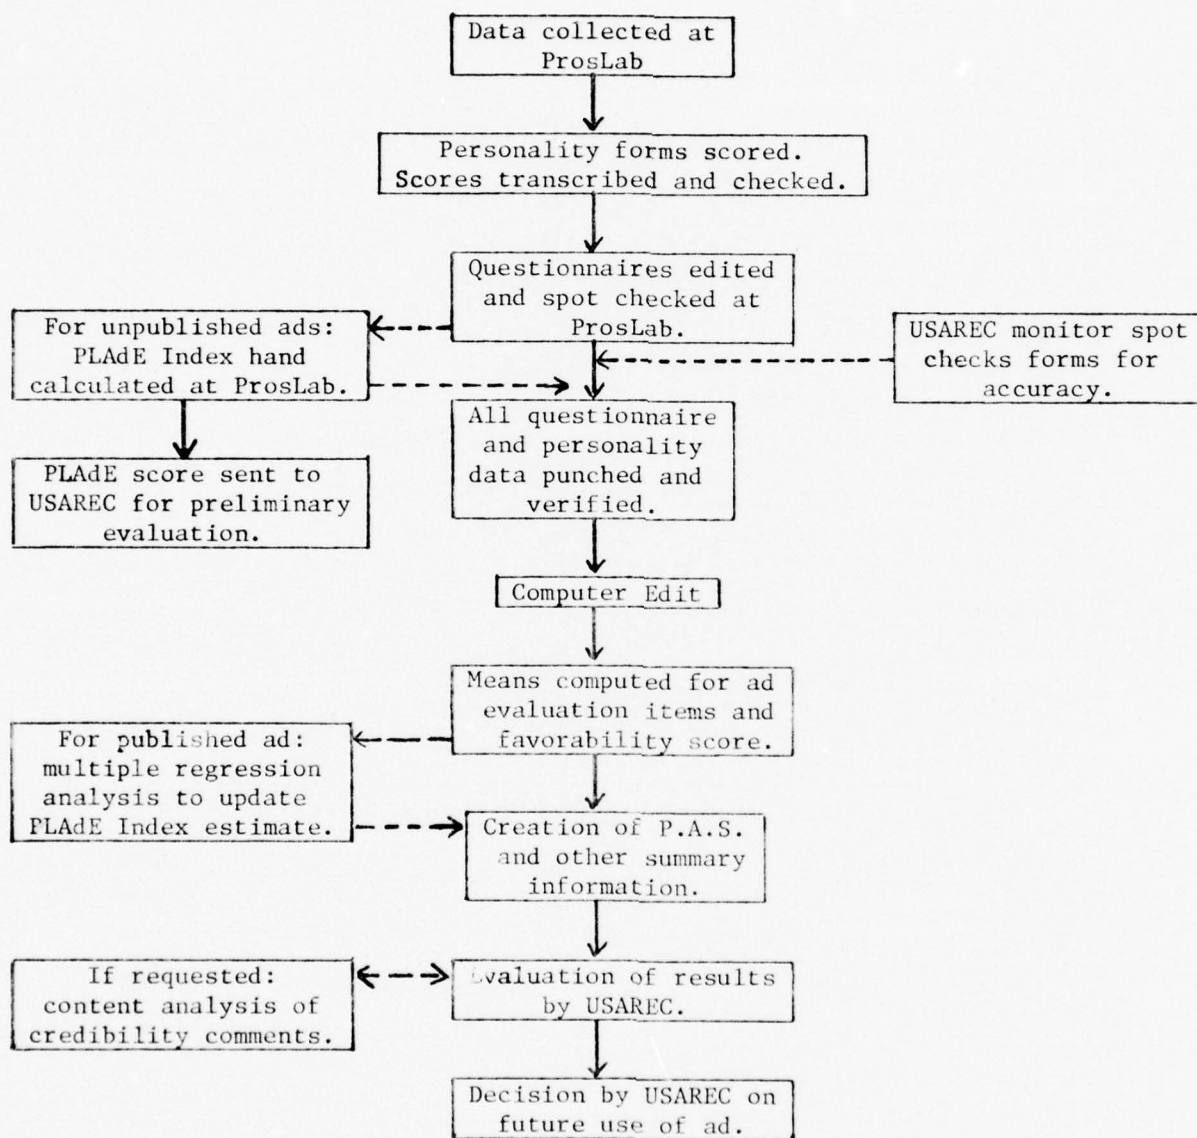 Data collected at
ProsLab
Personality forms scored.
Scores transcribed and checked.
Questionnaires edited
and spot checked at
ProsLab.
For unpublished ads:
PLAdE Index hand
calculated at ProsLab.
USAREC monitor spot
checks forms for
accuracy.
All questionnaire
and personality
data punched and
verified.
PLAdE score sent to
USAREC for preliminary
evaluation.
Computer Edit
Means computed for ad
evaluation items and
favorability score.
For published ad:
multiple regression
analysis to update
PLAdE Index estimate.
Creation of P.A.S.
and other summary
information.
If requested:
content analysis of
credibility comments.
Evaluation of results
by USAREC.
Decision by USAREC on
future use of ad.